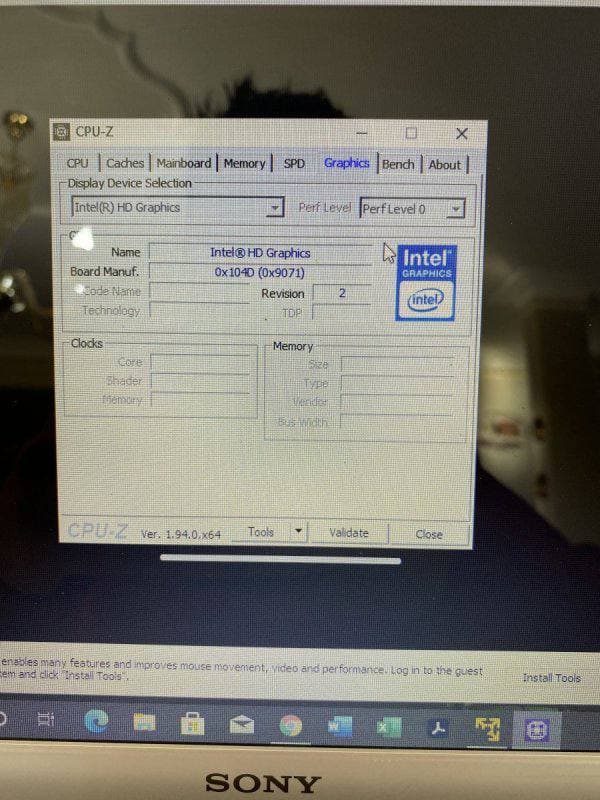 CPU-Z
CPU Caches Mainboard Memory SPD Graphics Bench About
Display Device Selection
Intel(R) HD Graphics Perf Level Perf Level 0
Name Intel® HD Graphics
Board Manuf. 0x104D (0x9071)
Code Name Revision 2
Technology TDP
Intel®
GRAPHICS
intel
Clocks
Core
Shader
Memory
Memory
Size
Type
Vendor
Bus Width
CPU-Z Ver. 1.94.0.x64 Tools Validate Close
enables many features and improves mouse movement, video and performance. Log in to the guest
and click "Install Tools".
Install Tools
SONY